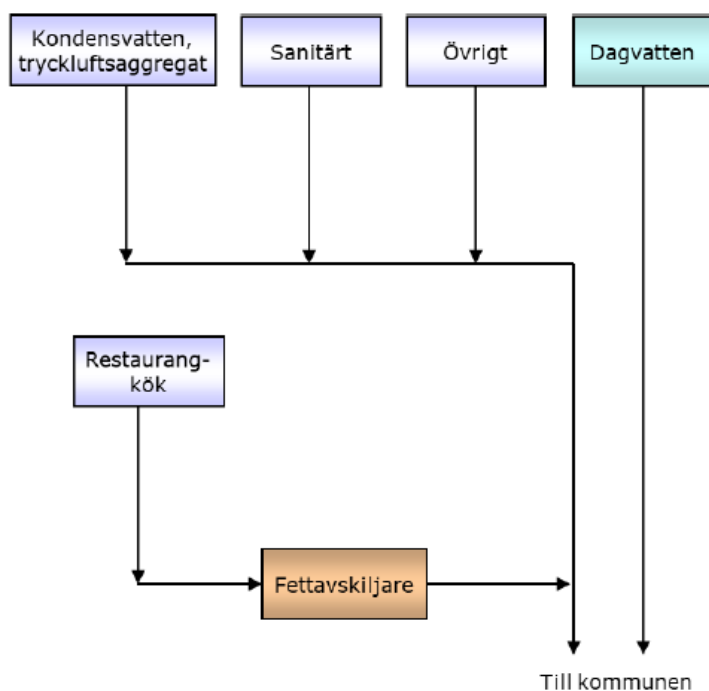 Kondensvatten,
tryckluftsaggregat
Sanitärt
Övrigt
Dagvatten
Restaurang-
kök
Fettavskiljare
Till kommunen